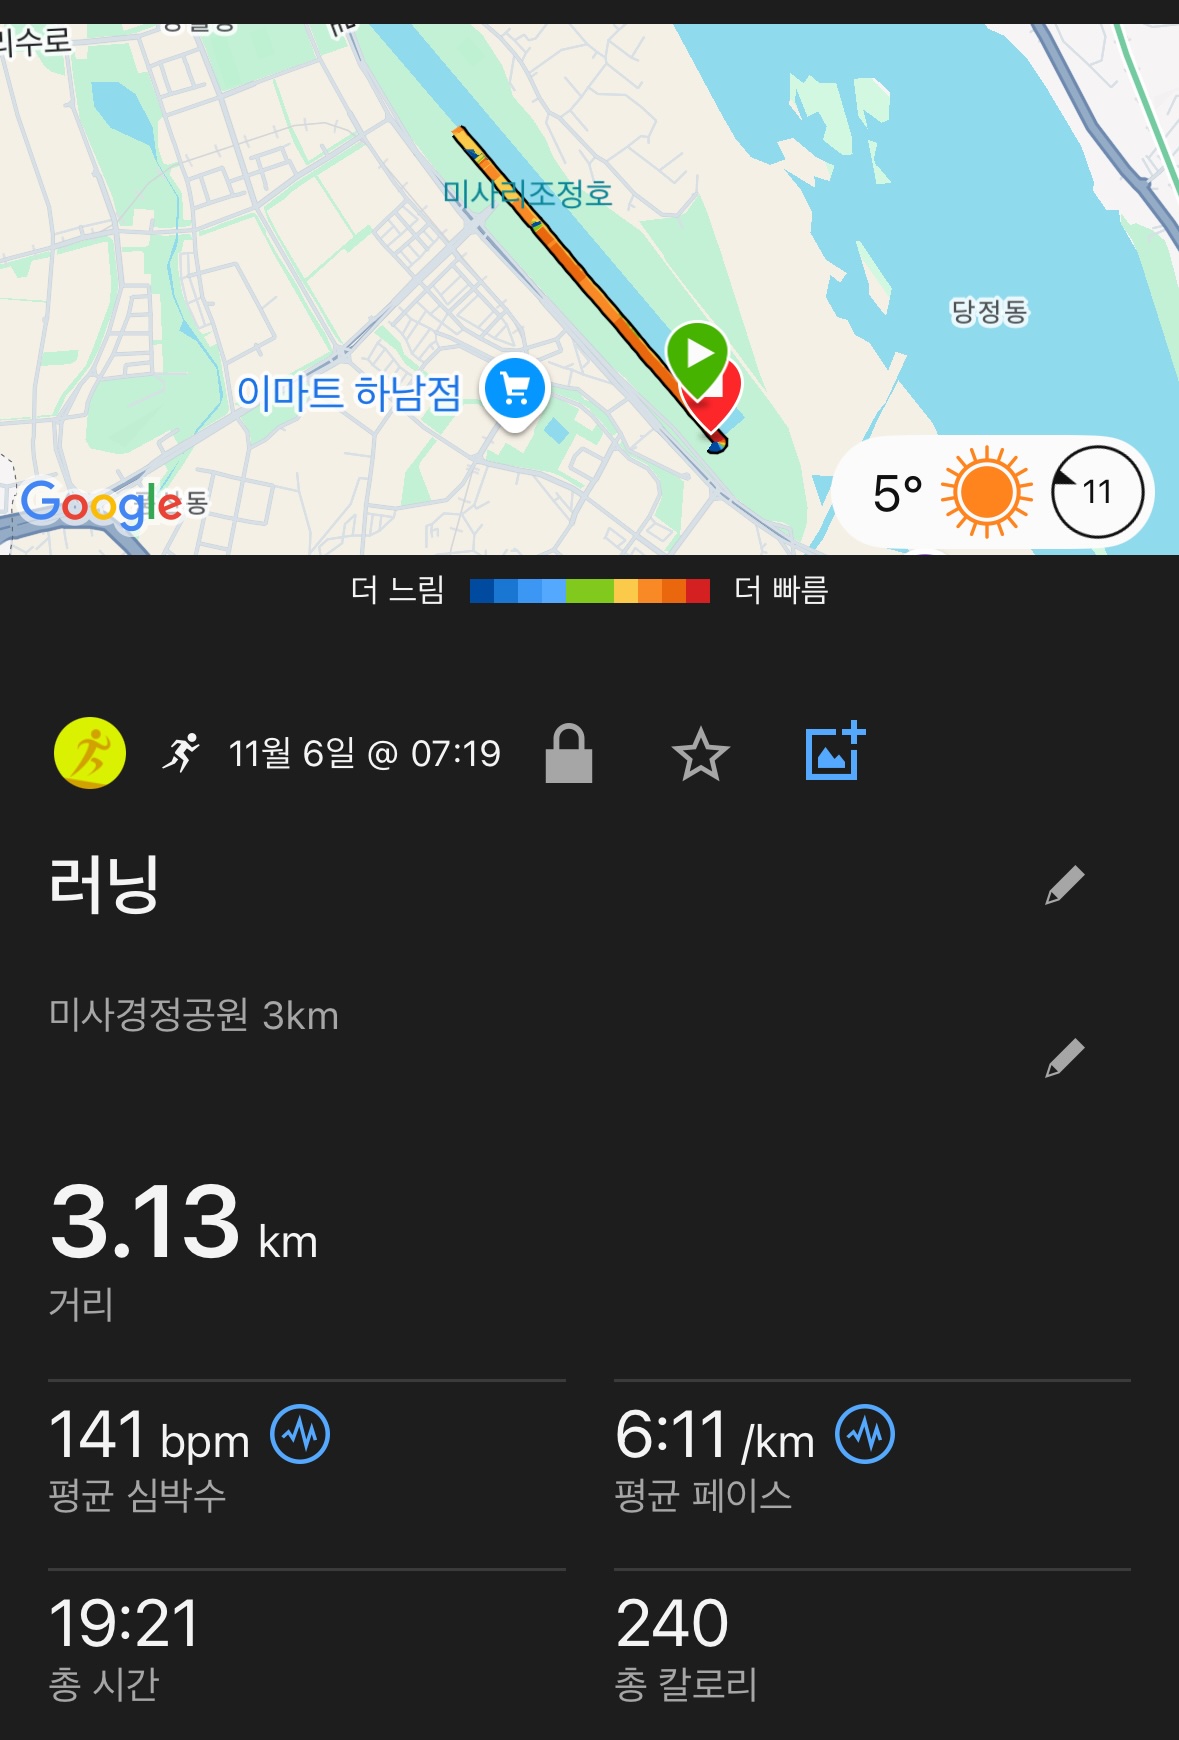 리수로
미사리조정호
당정동
이마트 하남점
Google
동
5°
11
더 느림
더 빠름
11월 6일 @ 07:19
러닝
미사경정공원 3km
3.13 km
거리
141 bpm
6:11 /km
평균 심박수
평균 페이스
19:21
240
총 시간
총 칼로리